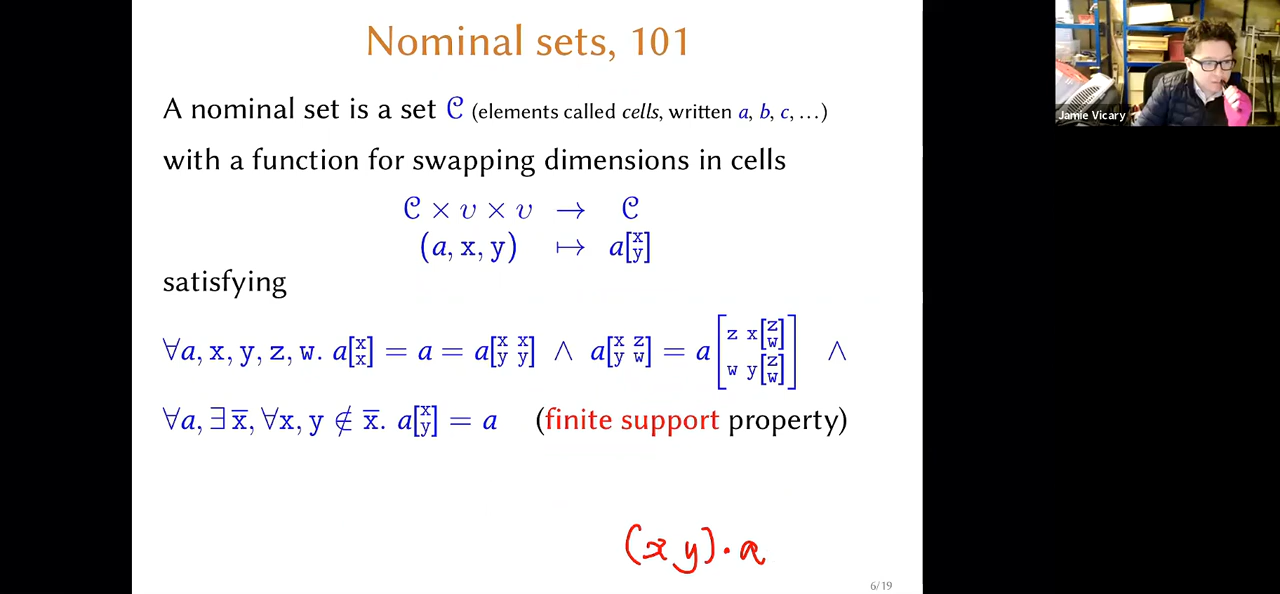 Nominal sets, 101
A nominal set is a set 𝒞 (elements called cells, written a, b, c, …)
with a function for swapping dimensions in cells
𝒞 × υ × υ → 𝒞
(a, x, y) ↦ a[x/y]
satisfying
∀a, x, y, z, w. a[x/x] = a = a[x x/y y] ∧ a[x z/y w] = a[z x[z/w]/w y[z/w]] ∧
∀a, ∃x̅, ∀x, y ∉ x̅. a[x/y] = a (finite support property)
(x y) · a
6/19
Jamie Vicary